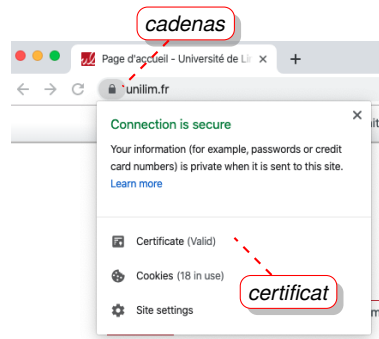 cadenas
Page d'accueil - Université de Li
unilim.fr
Connection is secure
it
Your information (for example, passwords or credit
card numbers) is private when it is sent to this site.
Learn more
Certificate (Valid)
Cookies (18 in use)
certificat
Site settings
m